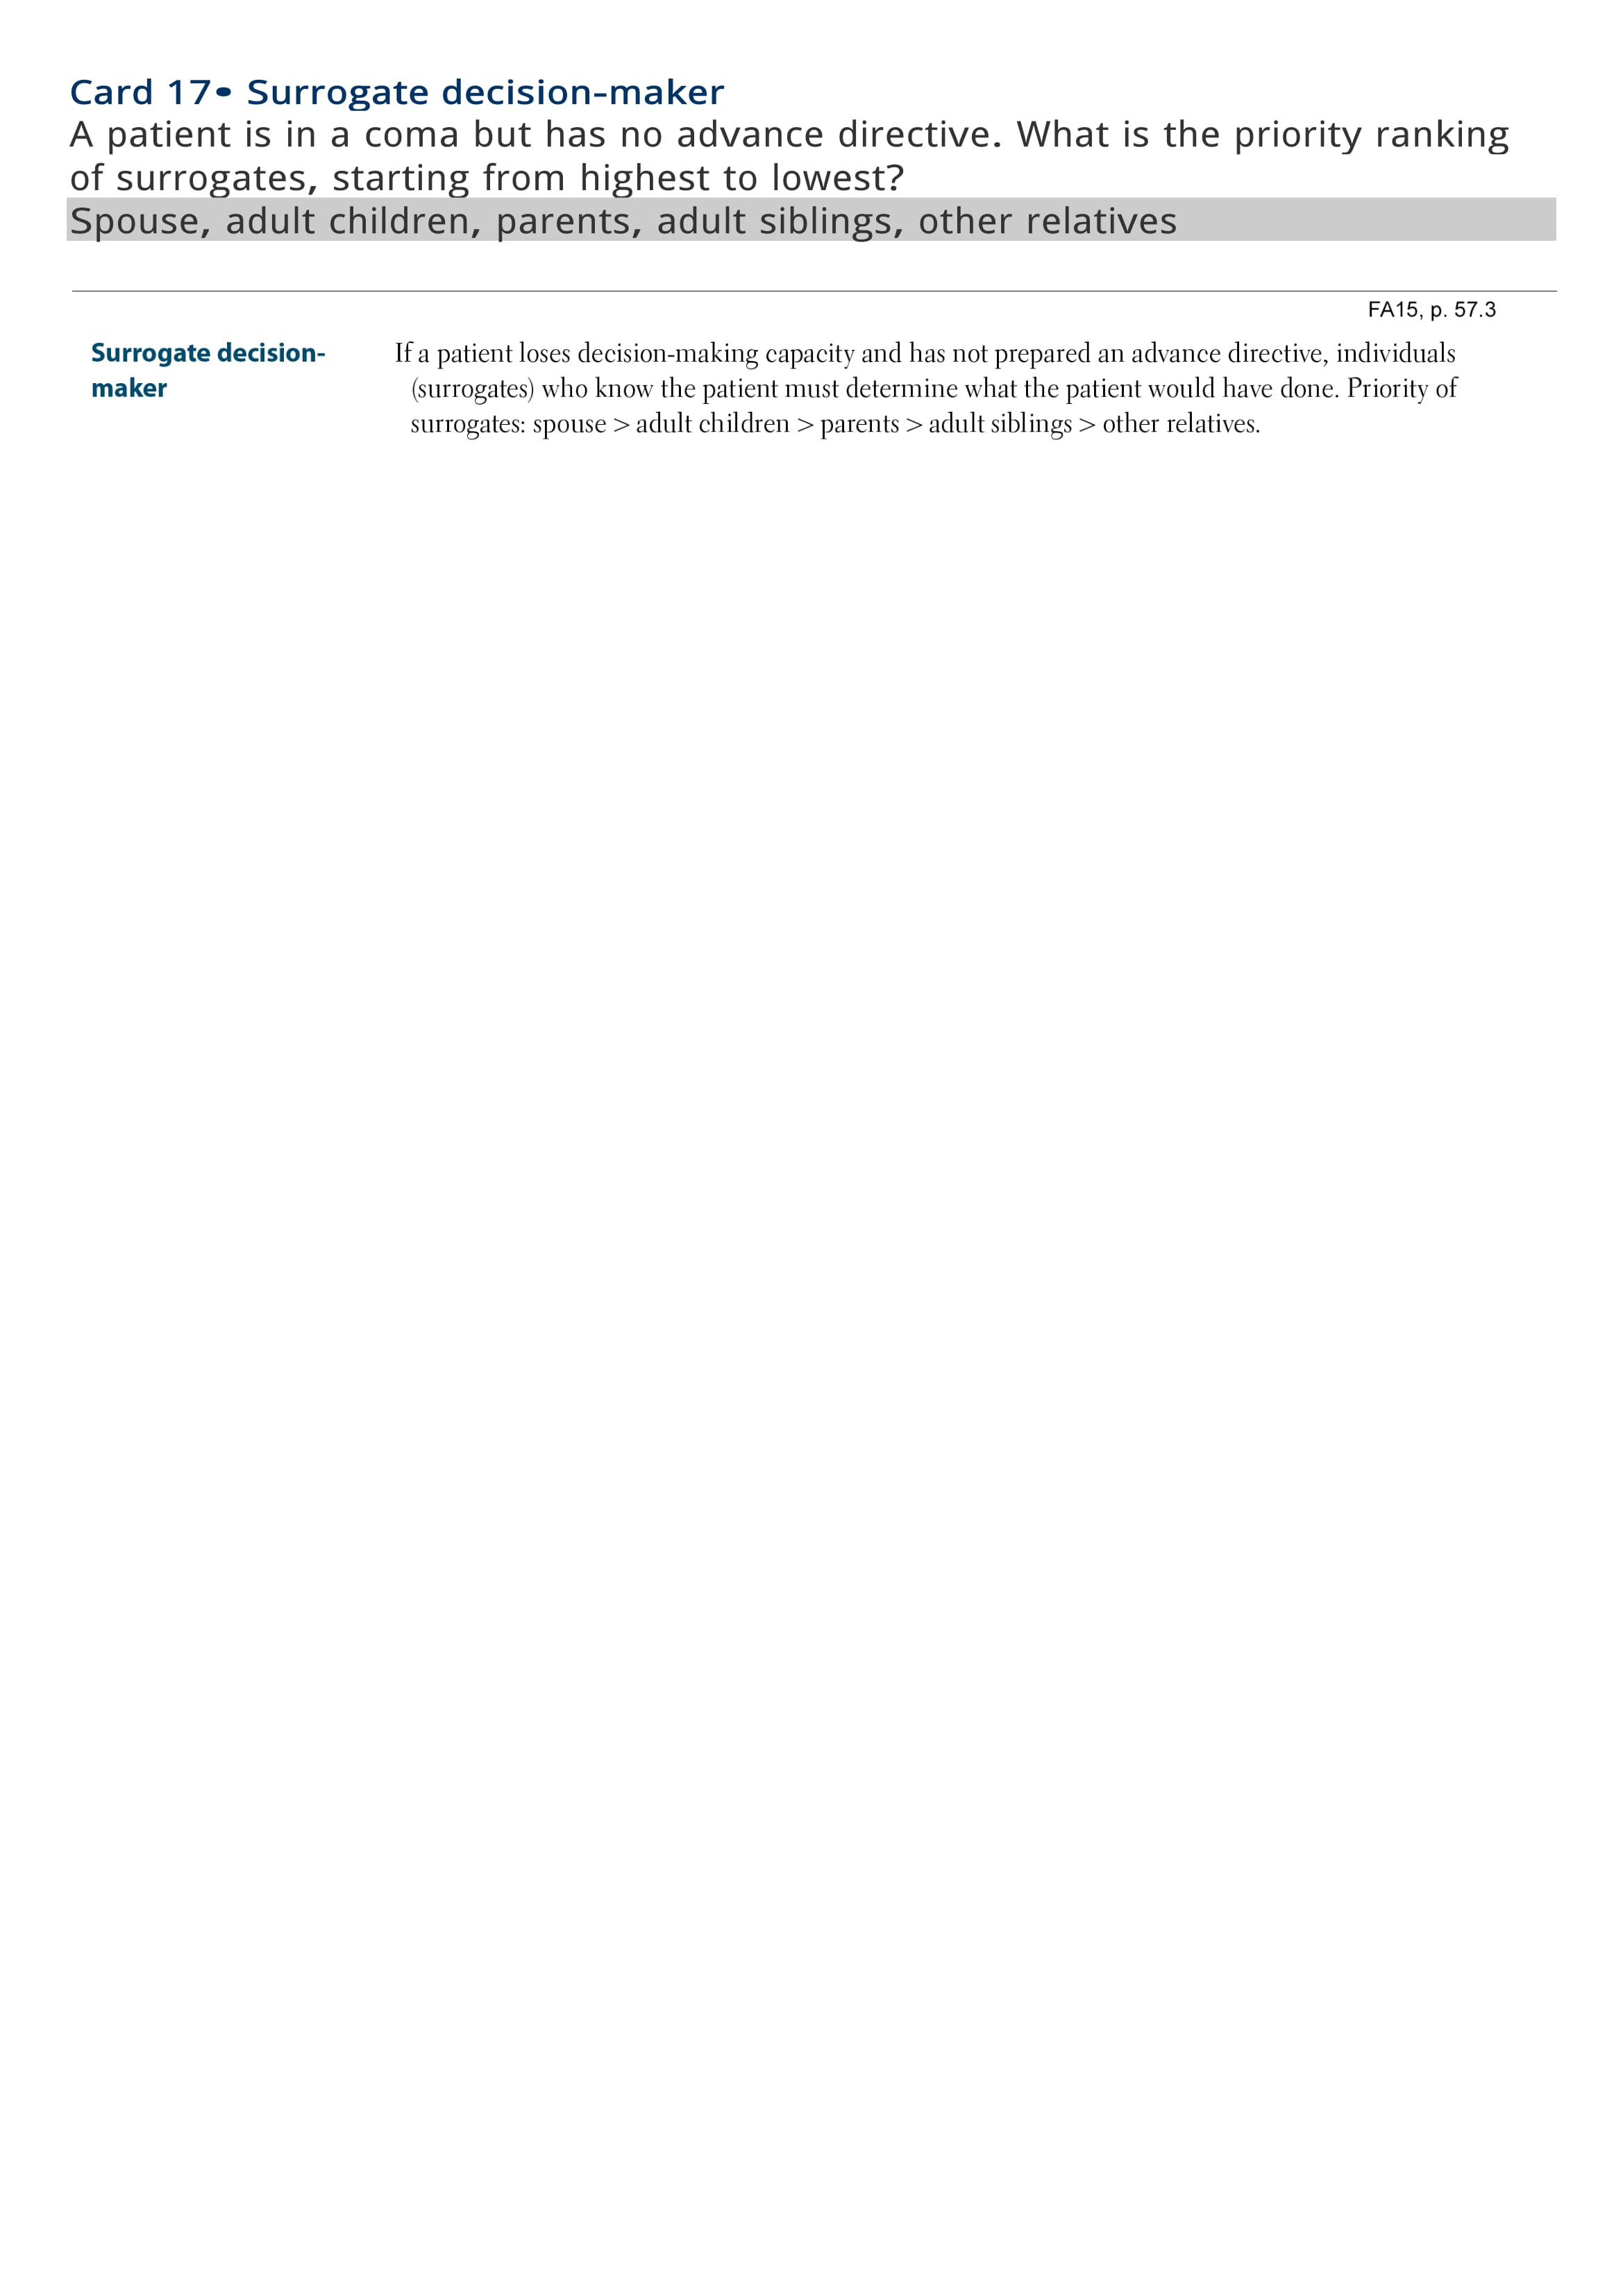 Card 17• Surrogate decision-maker
A patient is in a coma but has no advance directive. What is the priority ranking
of surrogates, starting from highest to lowest?
Spouse, adult children, parents, adult siblings, other relatives
FA15, p. 57.3
Surrogate decision-
maker
If a patient loses decision-making capacity and has not prepared an advance directive, individuals
(surrogates) who know the patient must determine what the patient would have done. Priority of
surrogates: spouse > adult children > parents > adult siblings > other relatives.